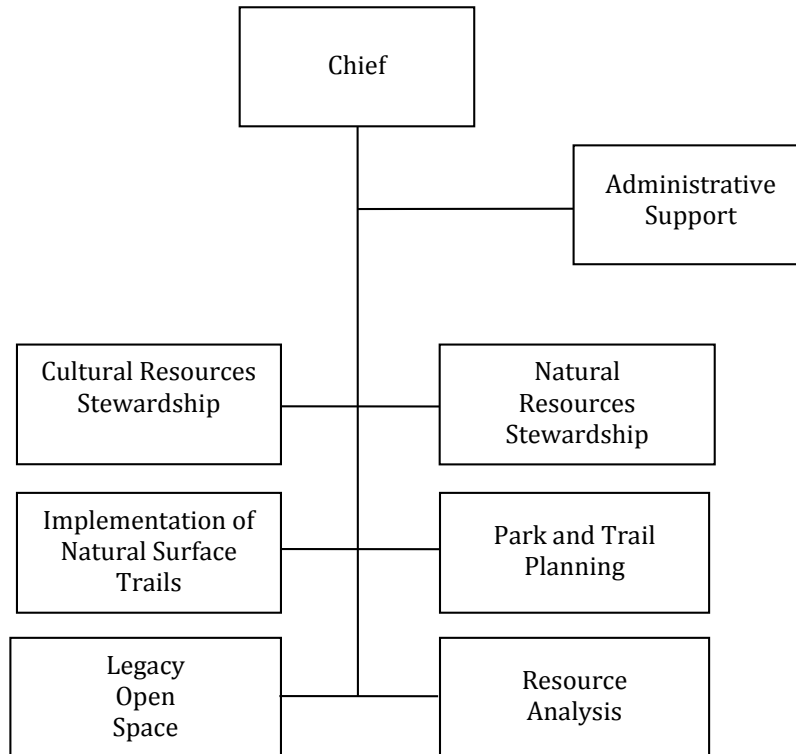 Chief
Administrative
Support
Cultural Resources
Stewardship
Natural
Resources
Stewardship
Implementation of
Natural Surface
Trails
Park and Trail
Planning
Legacy
Open
Space
Resource
Analysis